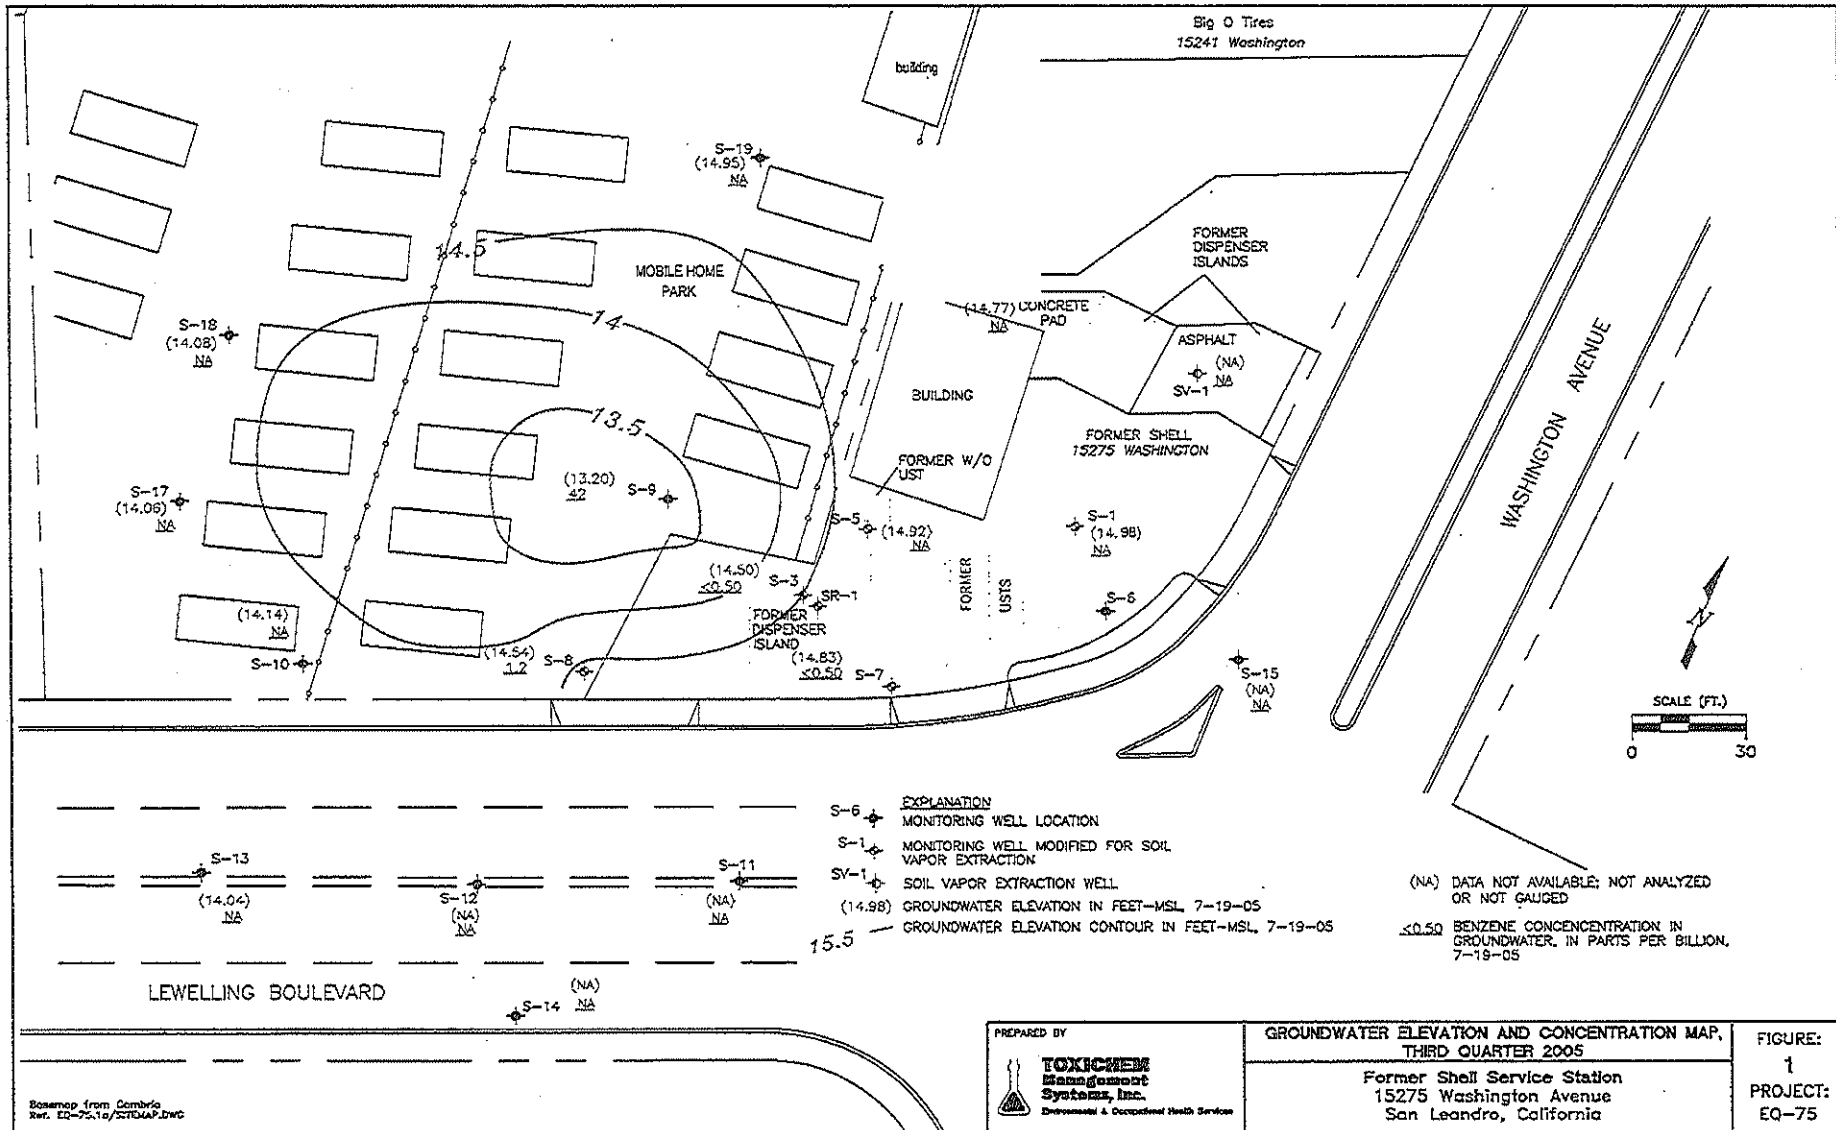 Big O Tires
15241 Washington
building
S-19
(14.95)
NA
14.5
MOBILE HOME
PARK
FORMER
DISPENSER
ISLANDS
14
S-18
(14.08)
NA
(14.77)
NA
CONCRETE
PAD
ASPHALT
(NA)
NA
SV-1
BUILDING
WASHINGTON AVENUE
13.5
FORMER SHELL
15275 WASHINGTON
FORMER W/O
UST
(13.20)
42
S-9
S-17
(14.06)
NA
S-5
(14.92)
NA
S-1
(14.98)
NA
(14.50)
<0.50
S-3
SR-1
FORMER
USTS
S-6
(14.14)
NA
FORMER
DISPENSER
ISLAND
S-10
(14.54)
1.2
S-8
(14.83)
<0.50
S-7
S-15
(NA)
NA
N
SCALE (FT.)
0 30
S-13
(14.04)
NA
S-12
(NA)
NA
S-11
(NA)
NA
EXPLANATION
S-6 MONITORING WELL LOCATION
S-1 MONITORING WELL MODIFIED FOR SOIL
VAPOR EXTRACTION
SV-1 SOIL VAPOR EXTRACTION WELL
(14.98) GROUNDWATER ELEVATION IN FEET-MSL, 7-19-05
15.5 GROUNDWATER ELEVATION CONTOUR IN FEET-MSL, 7-19-05
(NA) DATA NOT AVAILABLE; NOT ANALYZED
OR NOT GAUGED
<0.50 BENZENE CONCENCENTRATION IN
GROUNDWATER, IN PARTS PER BILLION,
7-19-05
LEWELLING BOULEVARD
(NA)
NA
S-14
Basemap from Cambria
Ref. EQ-75.1a/SITEMAP.DWG
PREPARED BY
TOXICHEM
Management
Systems, Inc.
Environmental & Occupational Health Services
GROUNDWATER ELEVATION AND CONCENTRATION MAP,
THIRD QUARTER 2005
Former Shell Service Station
15275 Washington Avenue
San Leandro, California
FIGURE:
1
PROJECT:
EQ-75